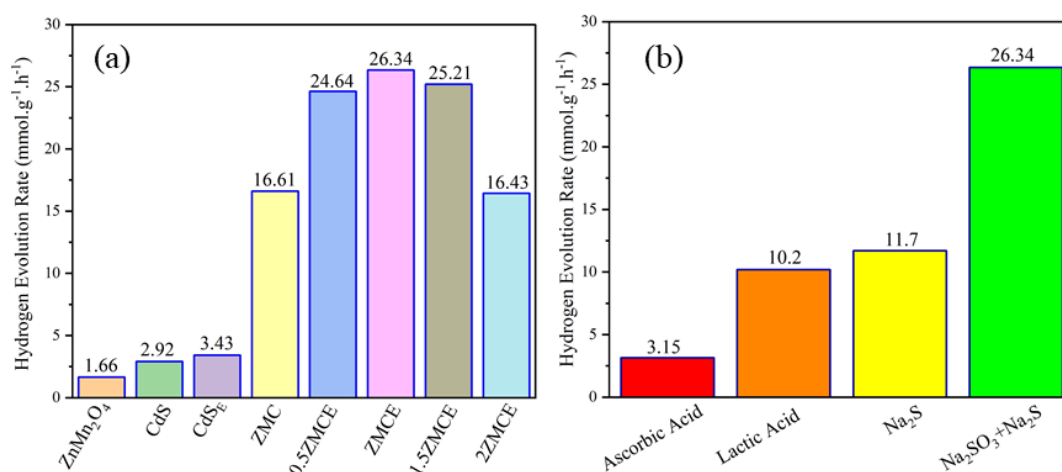 (a)
Hydrogen Evolution Rate (mmol.g⁻¹.h⁻¹)
30
25
20
15
10
5
0
1.66
2.92
3.43
16.61
24.64
26.34
25.21
16.43
ZnMn₂O₄
CdS
CdS_E
ZMC
0.5ZMCE
ZMCE
1.5ZMCE
2ZMCE
(b)
Hydrogen Evolution Rate (mmol.g⁻¹.h⁻¹)
30
25
20
15
10
5
0
3.15
10.2
11.7
26.34
Ascorbic Acid
Lactic Acid
Na₂S
Na₂SO₃+Na₂S